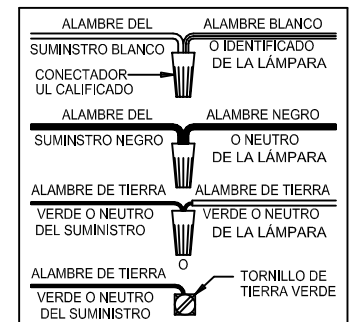 ALAMBRE DEL ALAMBRE BLANCO
SUMINSTRO BLANCO O IDENTIFICADO
DE LA LÁMPARA
CONECTADOR
UL CALIFICADO
ALAMBRE DEL ALAMBRE NEGRO
SUMINSTRO NEGRO O NEUTRO
DE LA LÁMPARA
ALAMBRE DE TIERRA ALAMBRE DE TIERRA
VERDE O NEUTRO VERDE O NEUTRO
DEL SUMINISTRO DE LA LÁMPARA
O
ALAMBRE DE TIERRA TORNILLO DE
TIERRA VERDE
VERDE O NEUTRO
DEL SUMINISTRO